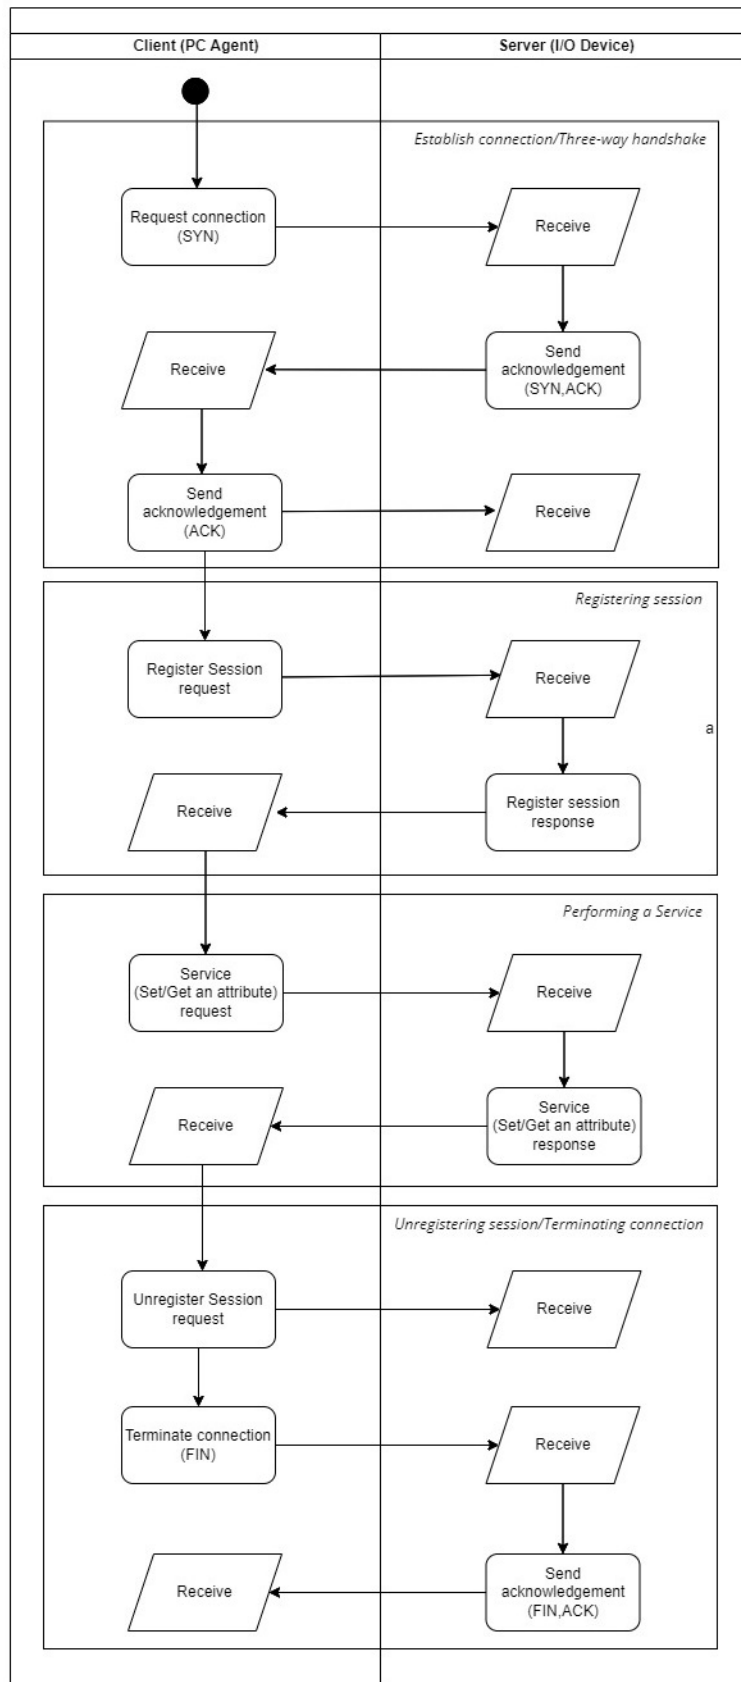 Client (PC Agent)
Server (I/O Device)
Establish connection/Three-way handshake
Request connection
(SYN)
Receive
Receive
Send
acknowledgement
(SYN,ACK)
Send
acknowledgement
(ACK)
Receive
Registering session
Register Session
request
Receive
a
Receive
Register session
response
Performing a Service
Service
(Set/Get an attribute)
request
Receive
Receive
Service
(Set/Get an attribute)
response
Unregistering session/Terminating connection
Unregister Session
request
Receive
Terminate connection
(FIN)
Receive
Receive
Send
acknowledgement
(FIN,ACK)